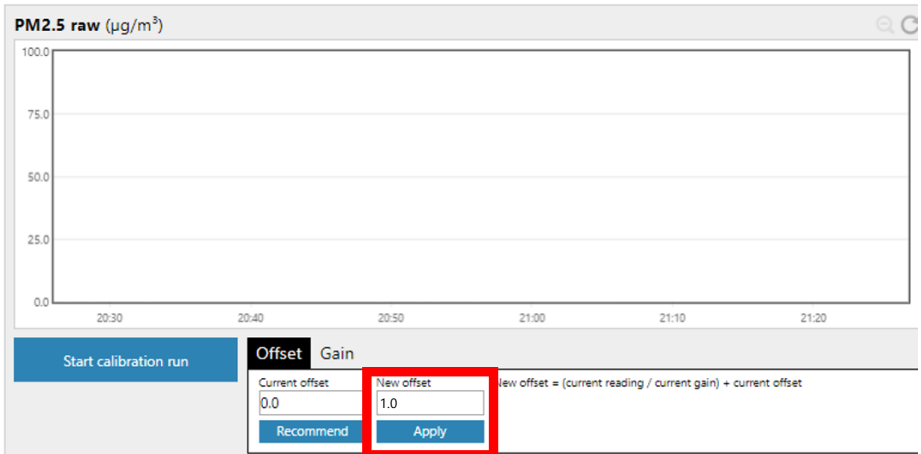 PM2.5 raw (µg/m³)
100.0
75.0
50.0
25.0
0.0
20:30 20:40 20:50 21:00 21:10 21:20
Start calibration run
Offset Gain
Current offset New offset New offset = (current reading / current gain) + current offset
0.0 1.0
Recommend Apply